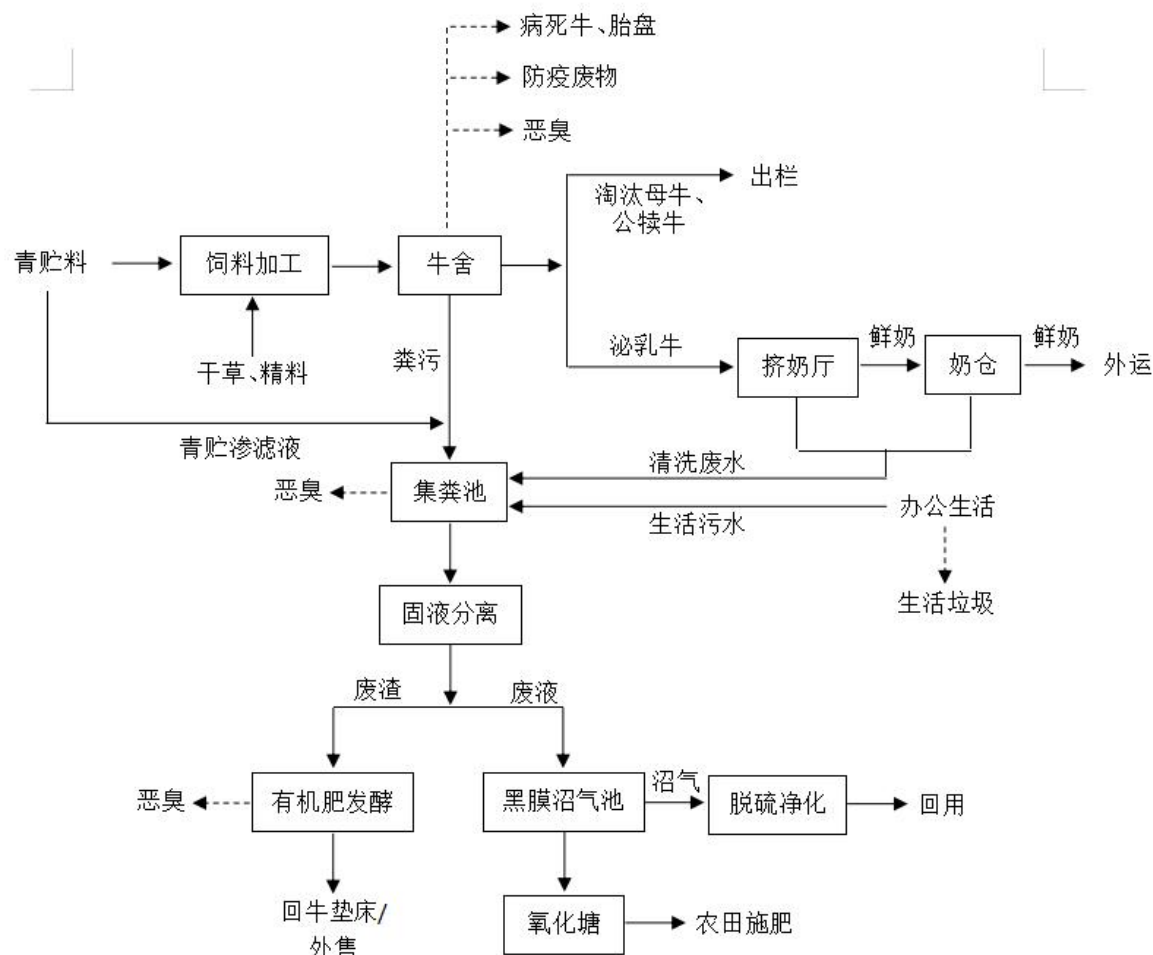 病死牛、胎盘
防疫废物
恶臭
出栏
淘汰母牛、
公犊牛
青贮料
饲料加工
牛舍
干草、精料
粪污
泌乳牛
挤奶厅
鲜奶
奶仓
鲜奶
外运
青贮渗滤液
清洗废水
恶臭
集粪池
生活污水
办公生活
生活垃圾
固液分离
废渣
废液
恶臭
有机肥发酵
黑膜沼气池
沼气
脱硫净化
回用
回牛垫床/
外售
氧化塘
农田施肥